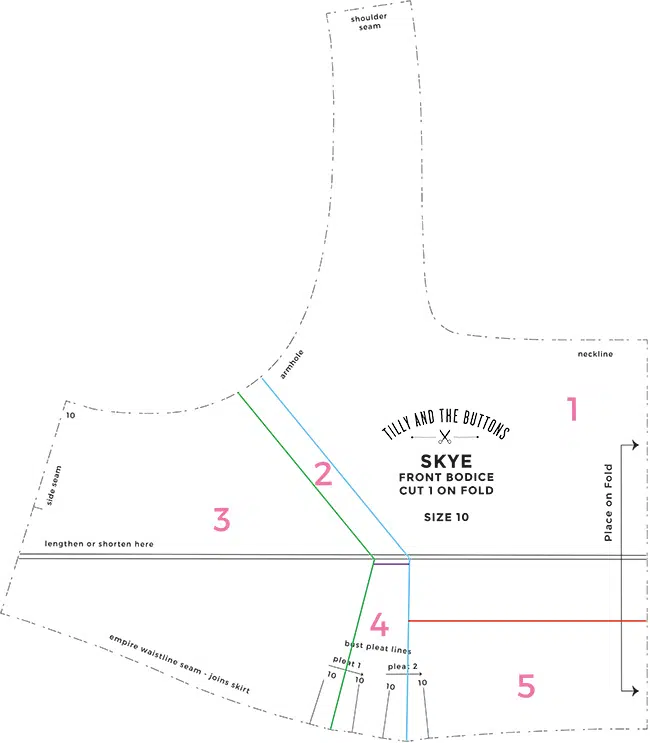 shoulder
seam
neckline
armhole
TILLY AND THE BUTTONS
SKYE
FRONT BODICE
CUT 1 ON FOLD
SIZE 10
1
2
3
10
side seam
Place on Fold
lengthen or shorten here
4
bust pleat lines
pleat 1
pleat 2
10
10
10
10
5
empire waistline seam - joins skirt